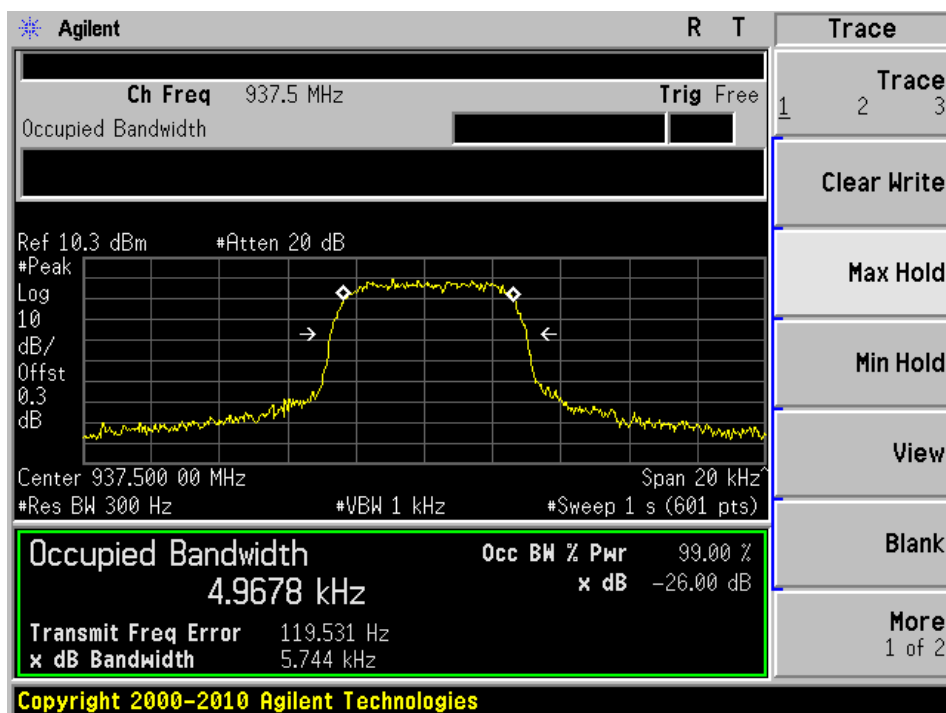 Agilent
R T
Trace
Ch Freq 937.5 MHz
Trig Free
Occupied Bandwidth
Trace
1 2 3
Clear Write
Max Hold
Min Hold
View
Blank
More
1 of 2
Ref 10.3 dBm
#Atten 20 dB
#Peak
Log
10
dB/
Offst
0.3
dB
Center 937.500 00 MHz
Span 20 kHz^
#Res BW 300 Hz
#VBW 1 kHz
#Sweep 1 s (601 pts)
Occupied Bandwidth
4.9678 kHz
Occ BW % Pwr 99.00 %
x dB -26.00 dB
Transmit Freq Error 119.531 Hz
x dB Bandwidth 5.744 kHz
Copyright 2000-2010 Agilent Technologies